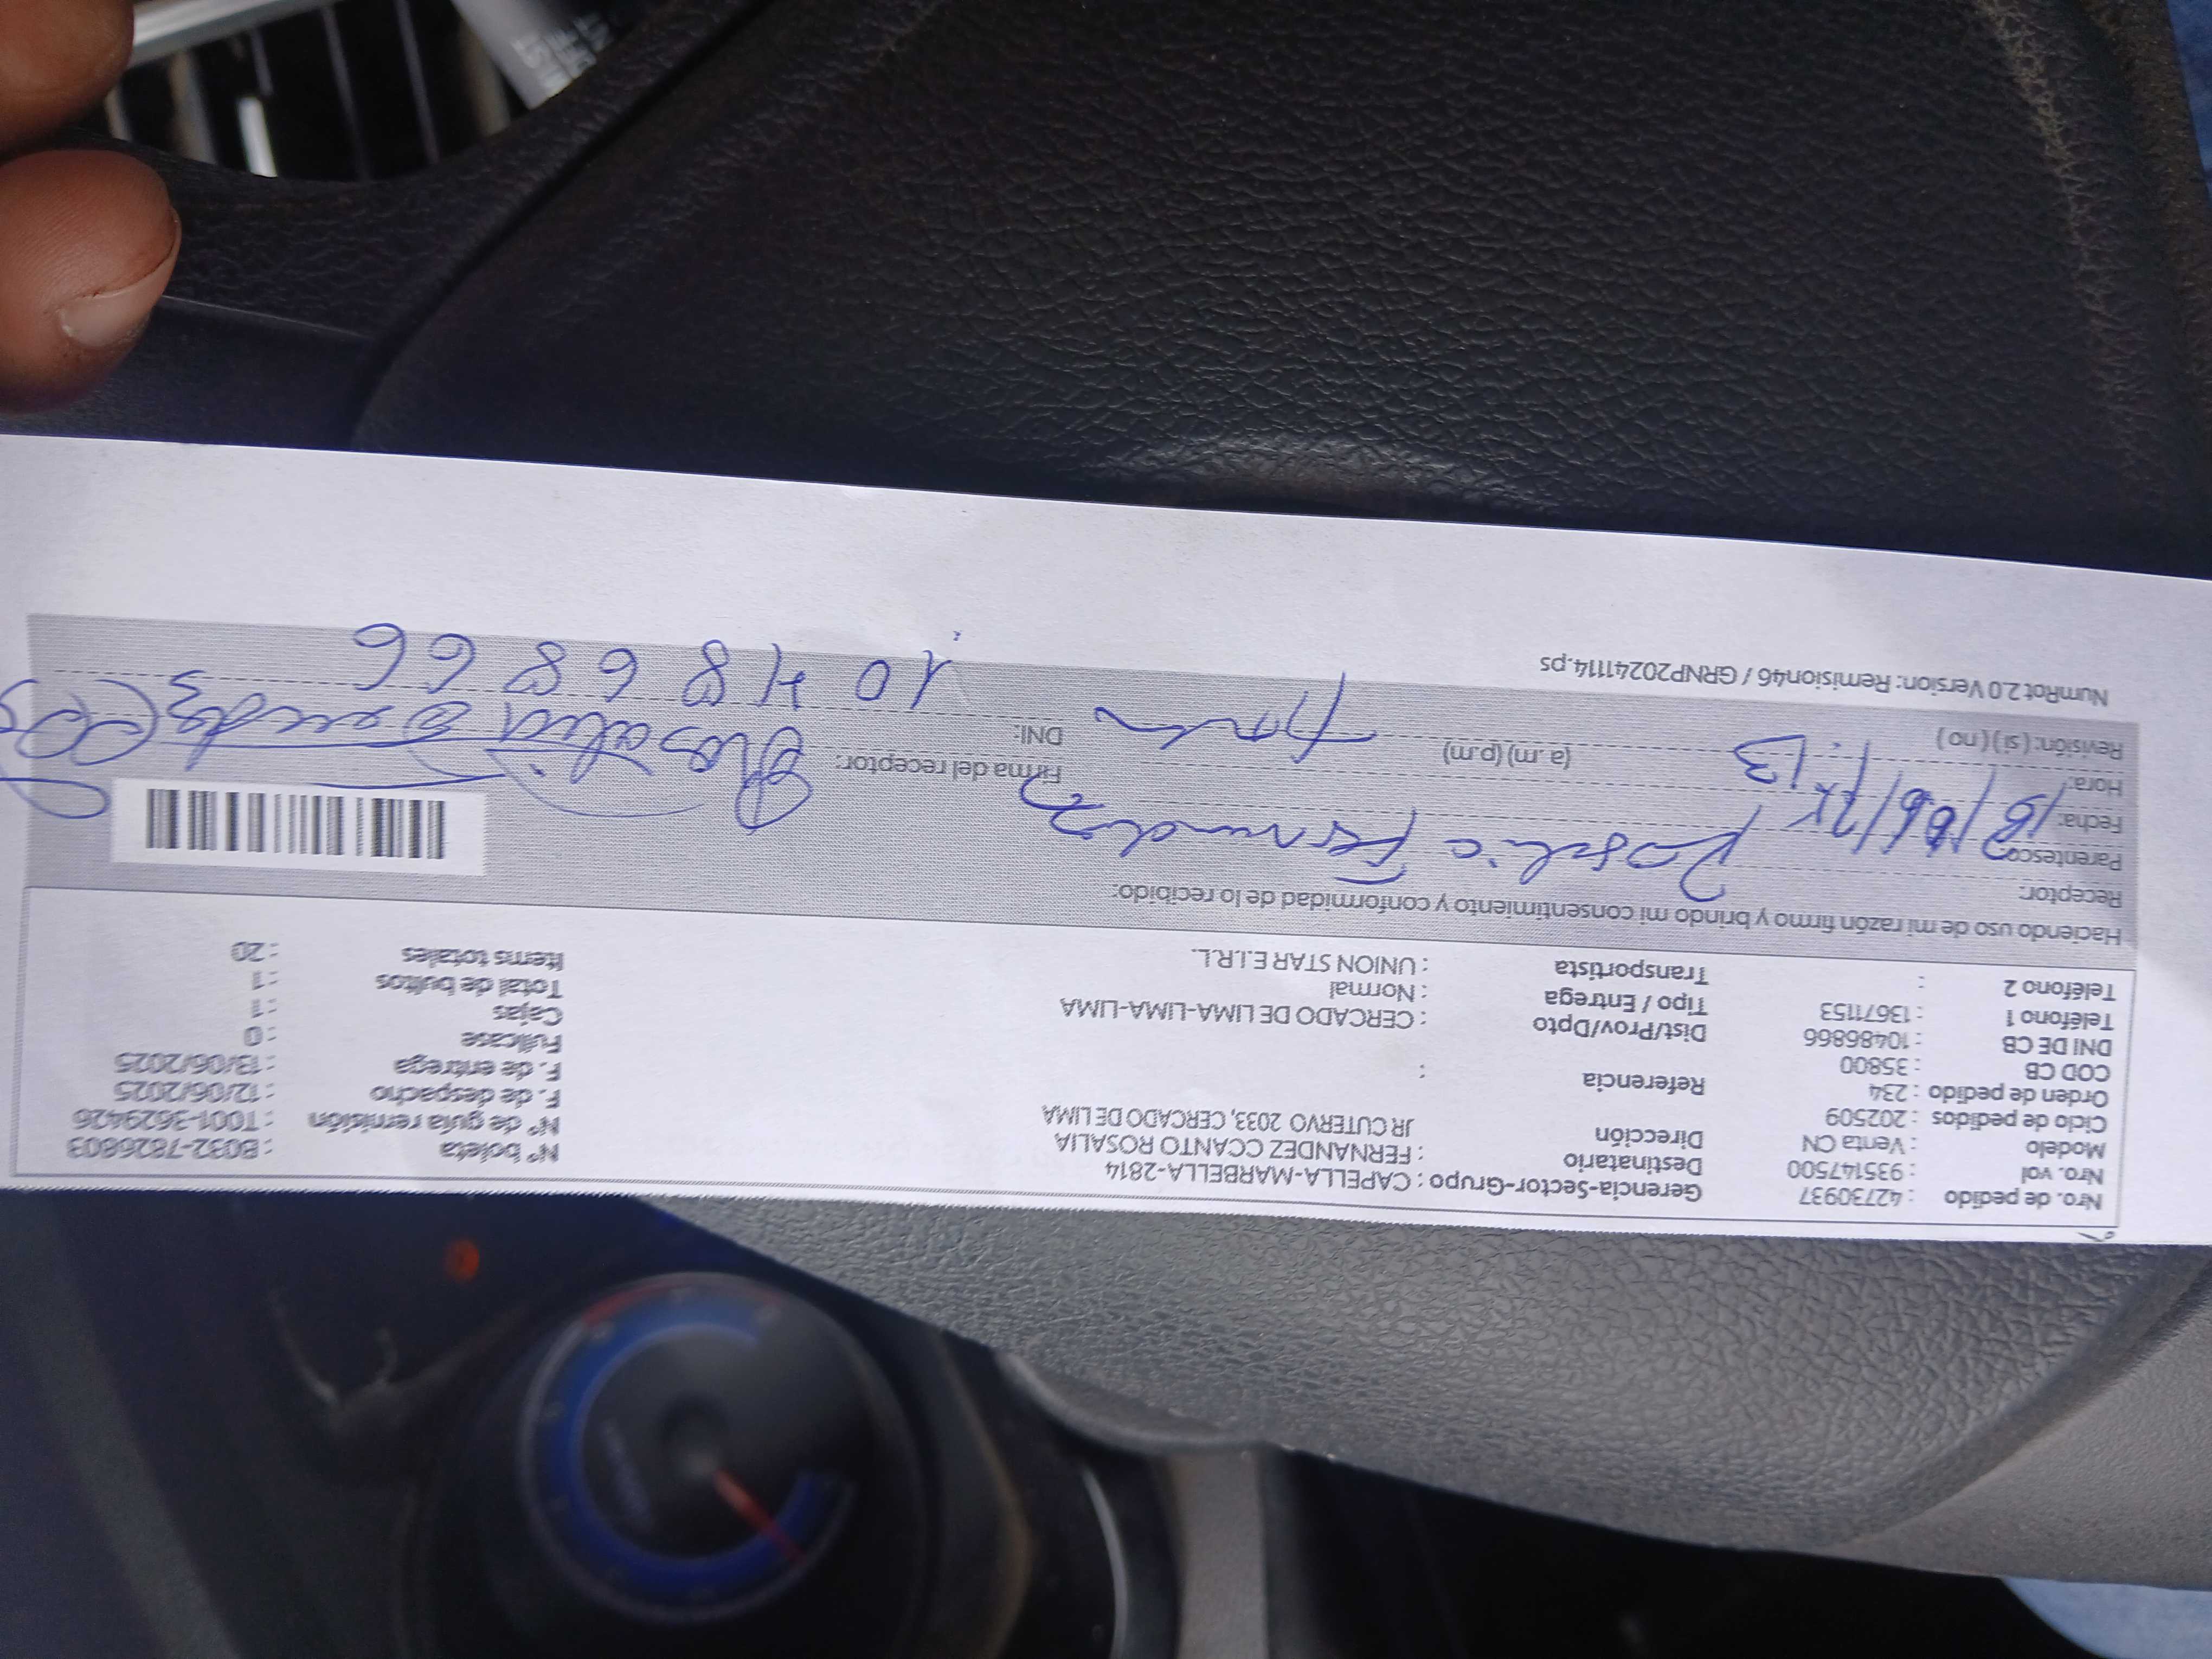 Nro. de pedido : 42730937 Gerencia-Sector-Grupo : CAPELLA-MARBELLA-2814
Nro. val : 935147500 Destinatario : FERNANDEZ CCANTO ROSALIA Nº boleta : B032-7826803
Modelo : Venta CN Dirección JR CUTERVO 2033, CERCADO DE LIMA Nº de guía remisión : T001-3629426
Ciclo de pedidos : 202509 F. de despacho : 12/06/2025
Orden de pedido : 234 Referencia : F. de entrega : 13/06/2025
COD CB : 35800 Fullcase : 0
DNI DE CB : 10486866 Dist/Prov/Dpto : CERCADO DE LIMA-LIMA-LIMA Cajas : 1
Teléfono 1 : 13671153 Tipo / Entrega : Normal Total de bultos : 1
Teléfono 2 : Transportista : UNION STAR E.I.R.L. Items totales : 20
Haciendo uso de mi razón firmo y brindo mi consentimiento y conformidad de lo recibido:
Receptor: Rosalia Fernandez
Parentesco:
Fecha: Firma del receptor: Rosalia
Hora: (a.m) (p.m)
Revisión: ( si ) ( no ) DNI: 10486866
NumRot 2.0 Version: Remision46 / GRNP20241114.ps